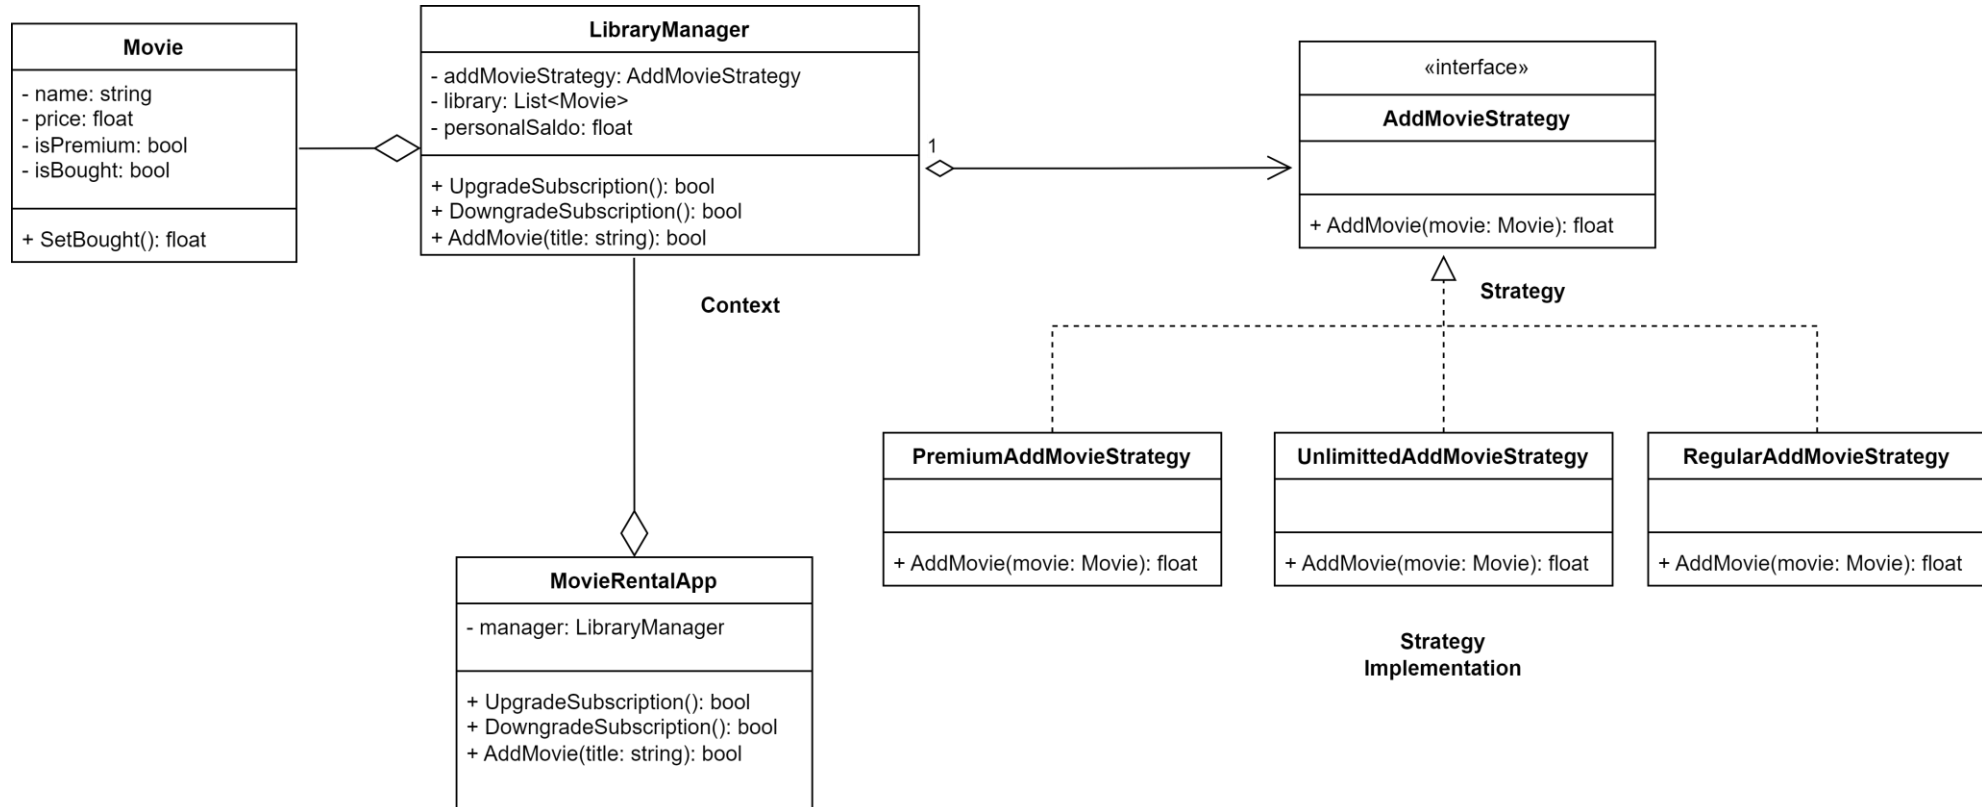 Movie
- name: string
- price: float
- isPremium: bool
- isBought: bool
+ SetBought(): float
LibraryManager
- addMovieStrategy: AddMovieStrategy
- library: List<Movie>
- personalSaldo: float
+ UpgradeSubscription(): bool
+ DowngradeSubscription(): bool
+ AddMovie(title: string): bool
1
«interface»
AddMovieStrategy
+ AddMovie(movie: Movie): float
Context
Strategy
PremiumAddMovieStrategy
+ AddMovie(movie: Movie): float
UnlimittedAddMovieStrategy
+ AddMovie(movie: Movie): float
RegularAddMovieStrategy
+ AddMovie(movie: Movie): float
Strategy
Implementation
MovieRentalApp
- manager: LibraryManager
+ UpgradeSubscription(): bool
+ DowngradeSubscription(): bool
+ AddMovie(title: string): bool